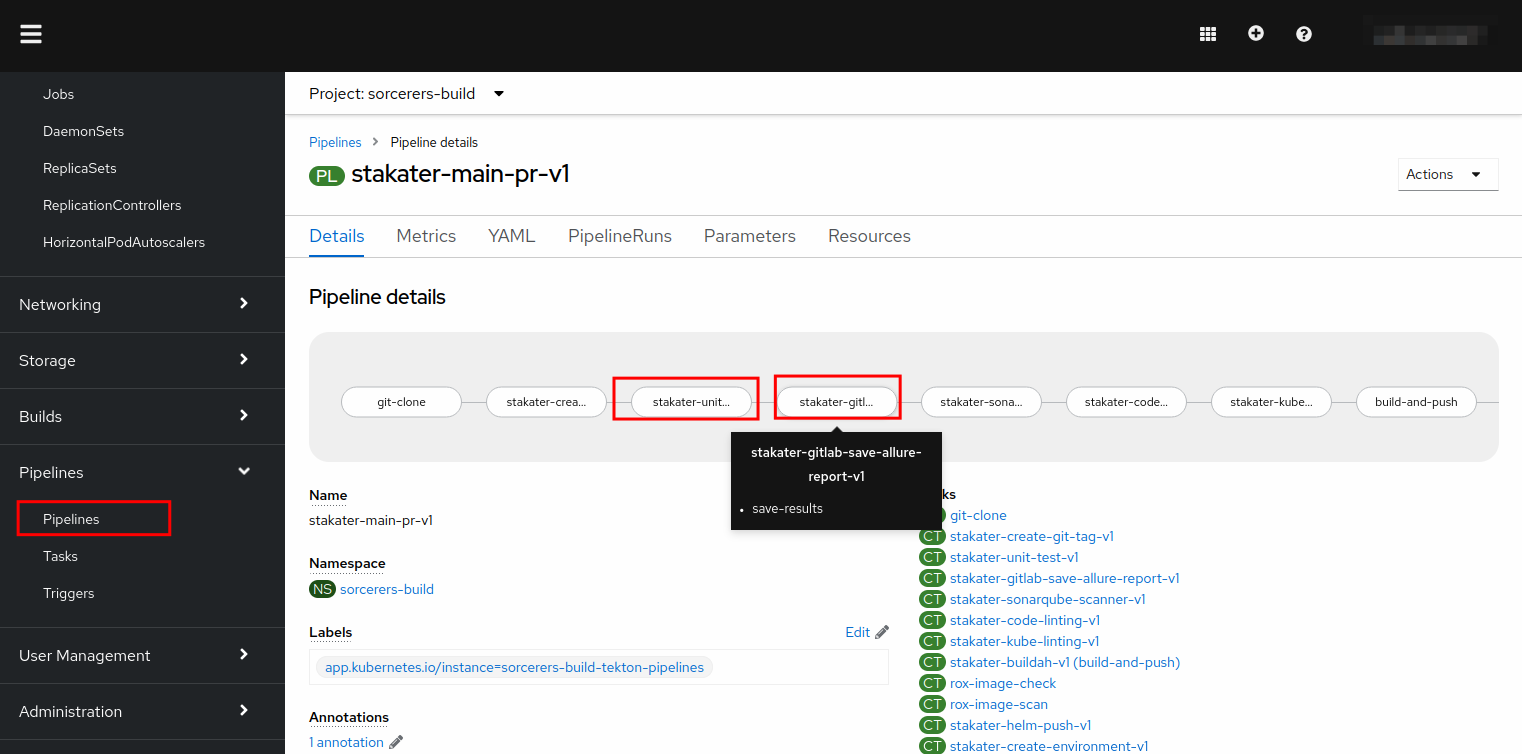 Jobs
DaemonSets
ReplicaSets
ReplicationControllers
HorizontalPodAutoscalers
Networking
Storage
Builds
Pipelines
Pipelines
Tasks
Triggers
User Management
Administration
Project: sorcerers-build
Pipelines > Pipeline details
PL stakater-main-pr-v1
Actions
Details Metrics YAML PipelineRuns Parameters Resources
Pipeline details
git-clone stakater-crea... stakater-unit... stakater-gitl... stakater-sona... stakater-code... stakater-kube... build-and-push
stakater-gitlab-save-allure-
report-v1
• save-results
Name
stakater-main-pr-v1
Namespace
NS sorcerers-build
Labels
Edit
app.kubernetes.io/instance=sorcerers-build-tekton-pipelines
Annotations
1 annotation
ks
git-clone
CT stakater-create-git-tag-v1
CT stakater-unit-test-v1
CT stakater-gitlab-save-allure-report-v1
CT stakater-sonarqube-scanner-v1
CT stakater-code-linting-v1
CT stakater-kube-linting-v1
CT stakater-buildah-v1 (build-and-push)
CT rox-image-check
CT rox-image-scan
CT stakater-helm-push-v1
CT stakater-create-environment-v1